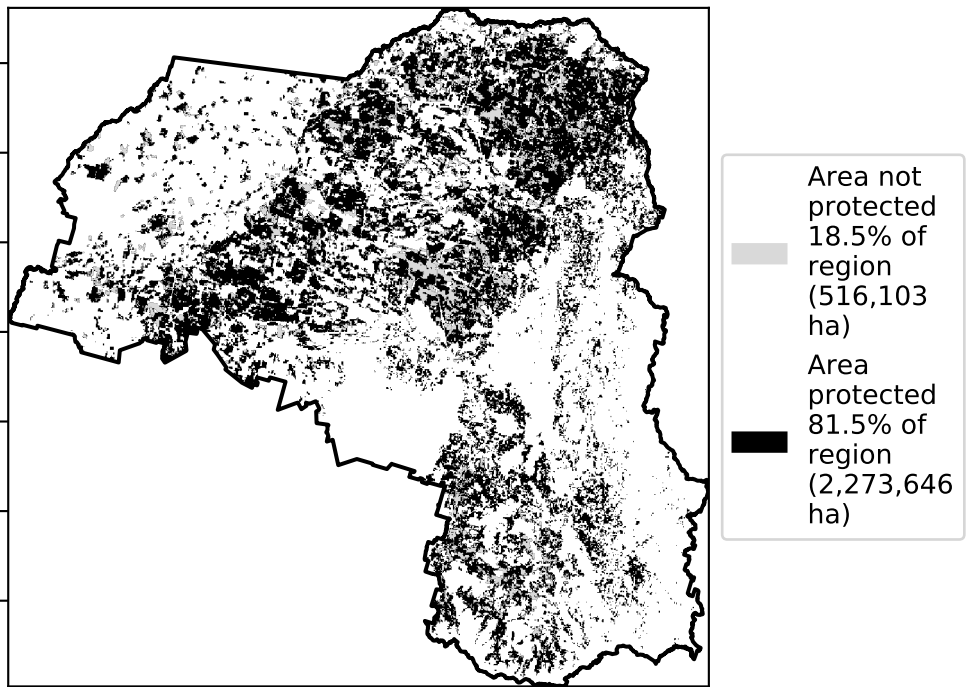 Area not
protected
18.5% of
region
(516,103
ha)
Area
protected
81.5% of
region
(2,273,646
ha)